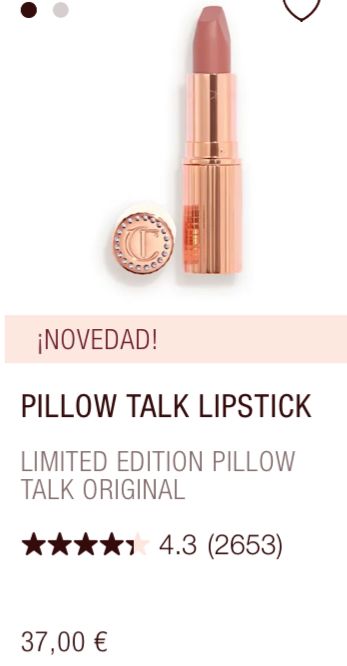 ¡NOVEDAD!
PILLOW TALK LIPSTICK
LIMITED EDITION PILLOW
TALK ORIGINAL
4.3 (2653)
37,00 €